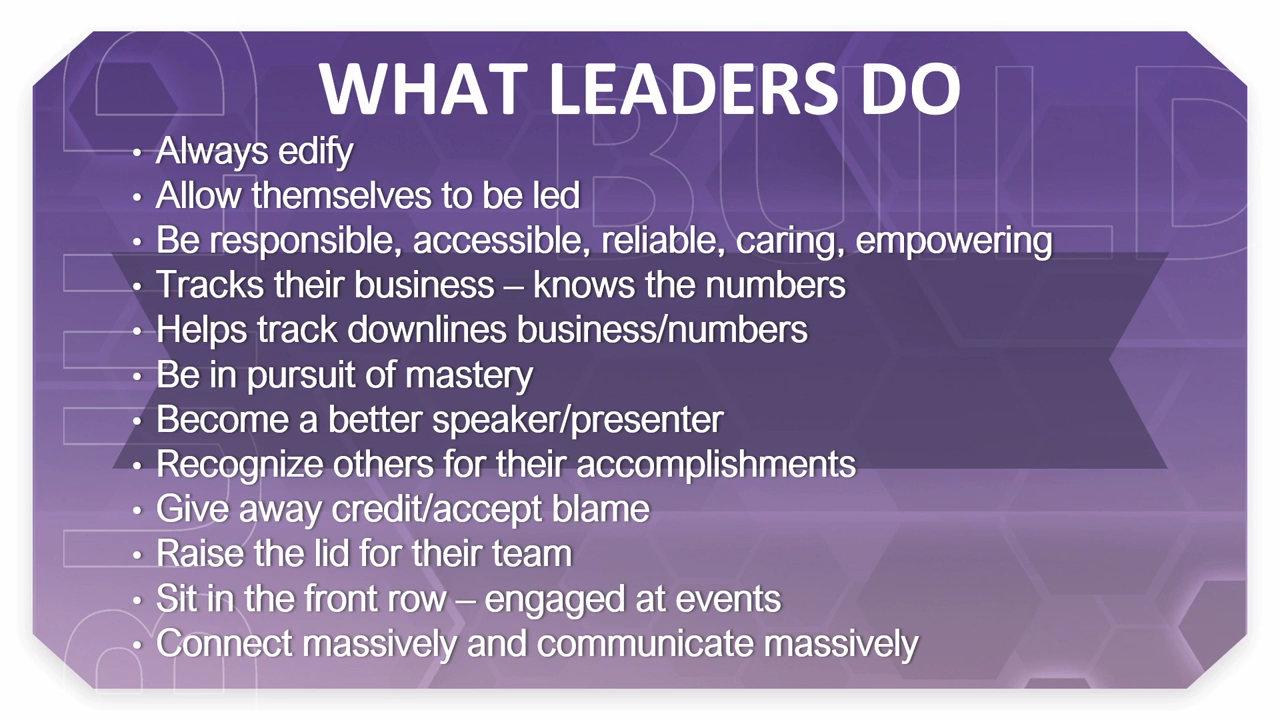 WHAT LEADERS DO
• Always edify
• Allow themselves to be led
• Be responsible, accessible, reliable, caring, empowering
• Tracks their business – knows the numbers
• Helps track downlines business/numbers
• Be in pursuit of mastery
• Become a better speaker/presenter
• Recognize others for their accomplishments
• Give away credit/accept blame
• Raise the lid for their team
• Sit in the front row – engaged at events
• Connect massively and communicate massively
BUILD
BUILD